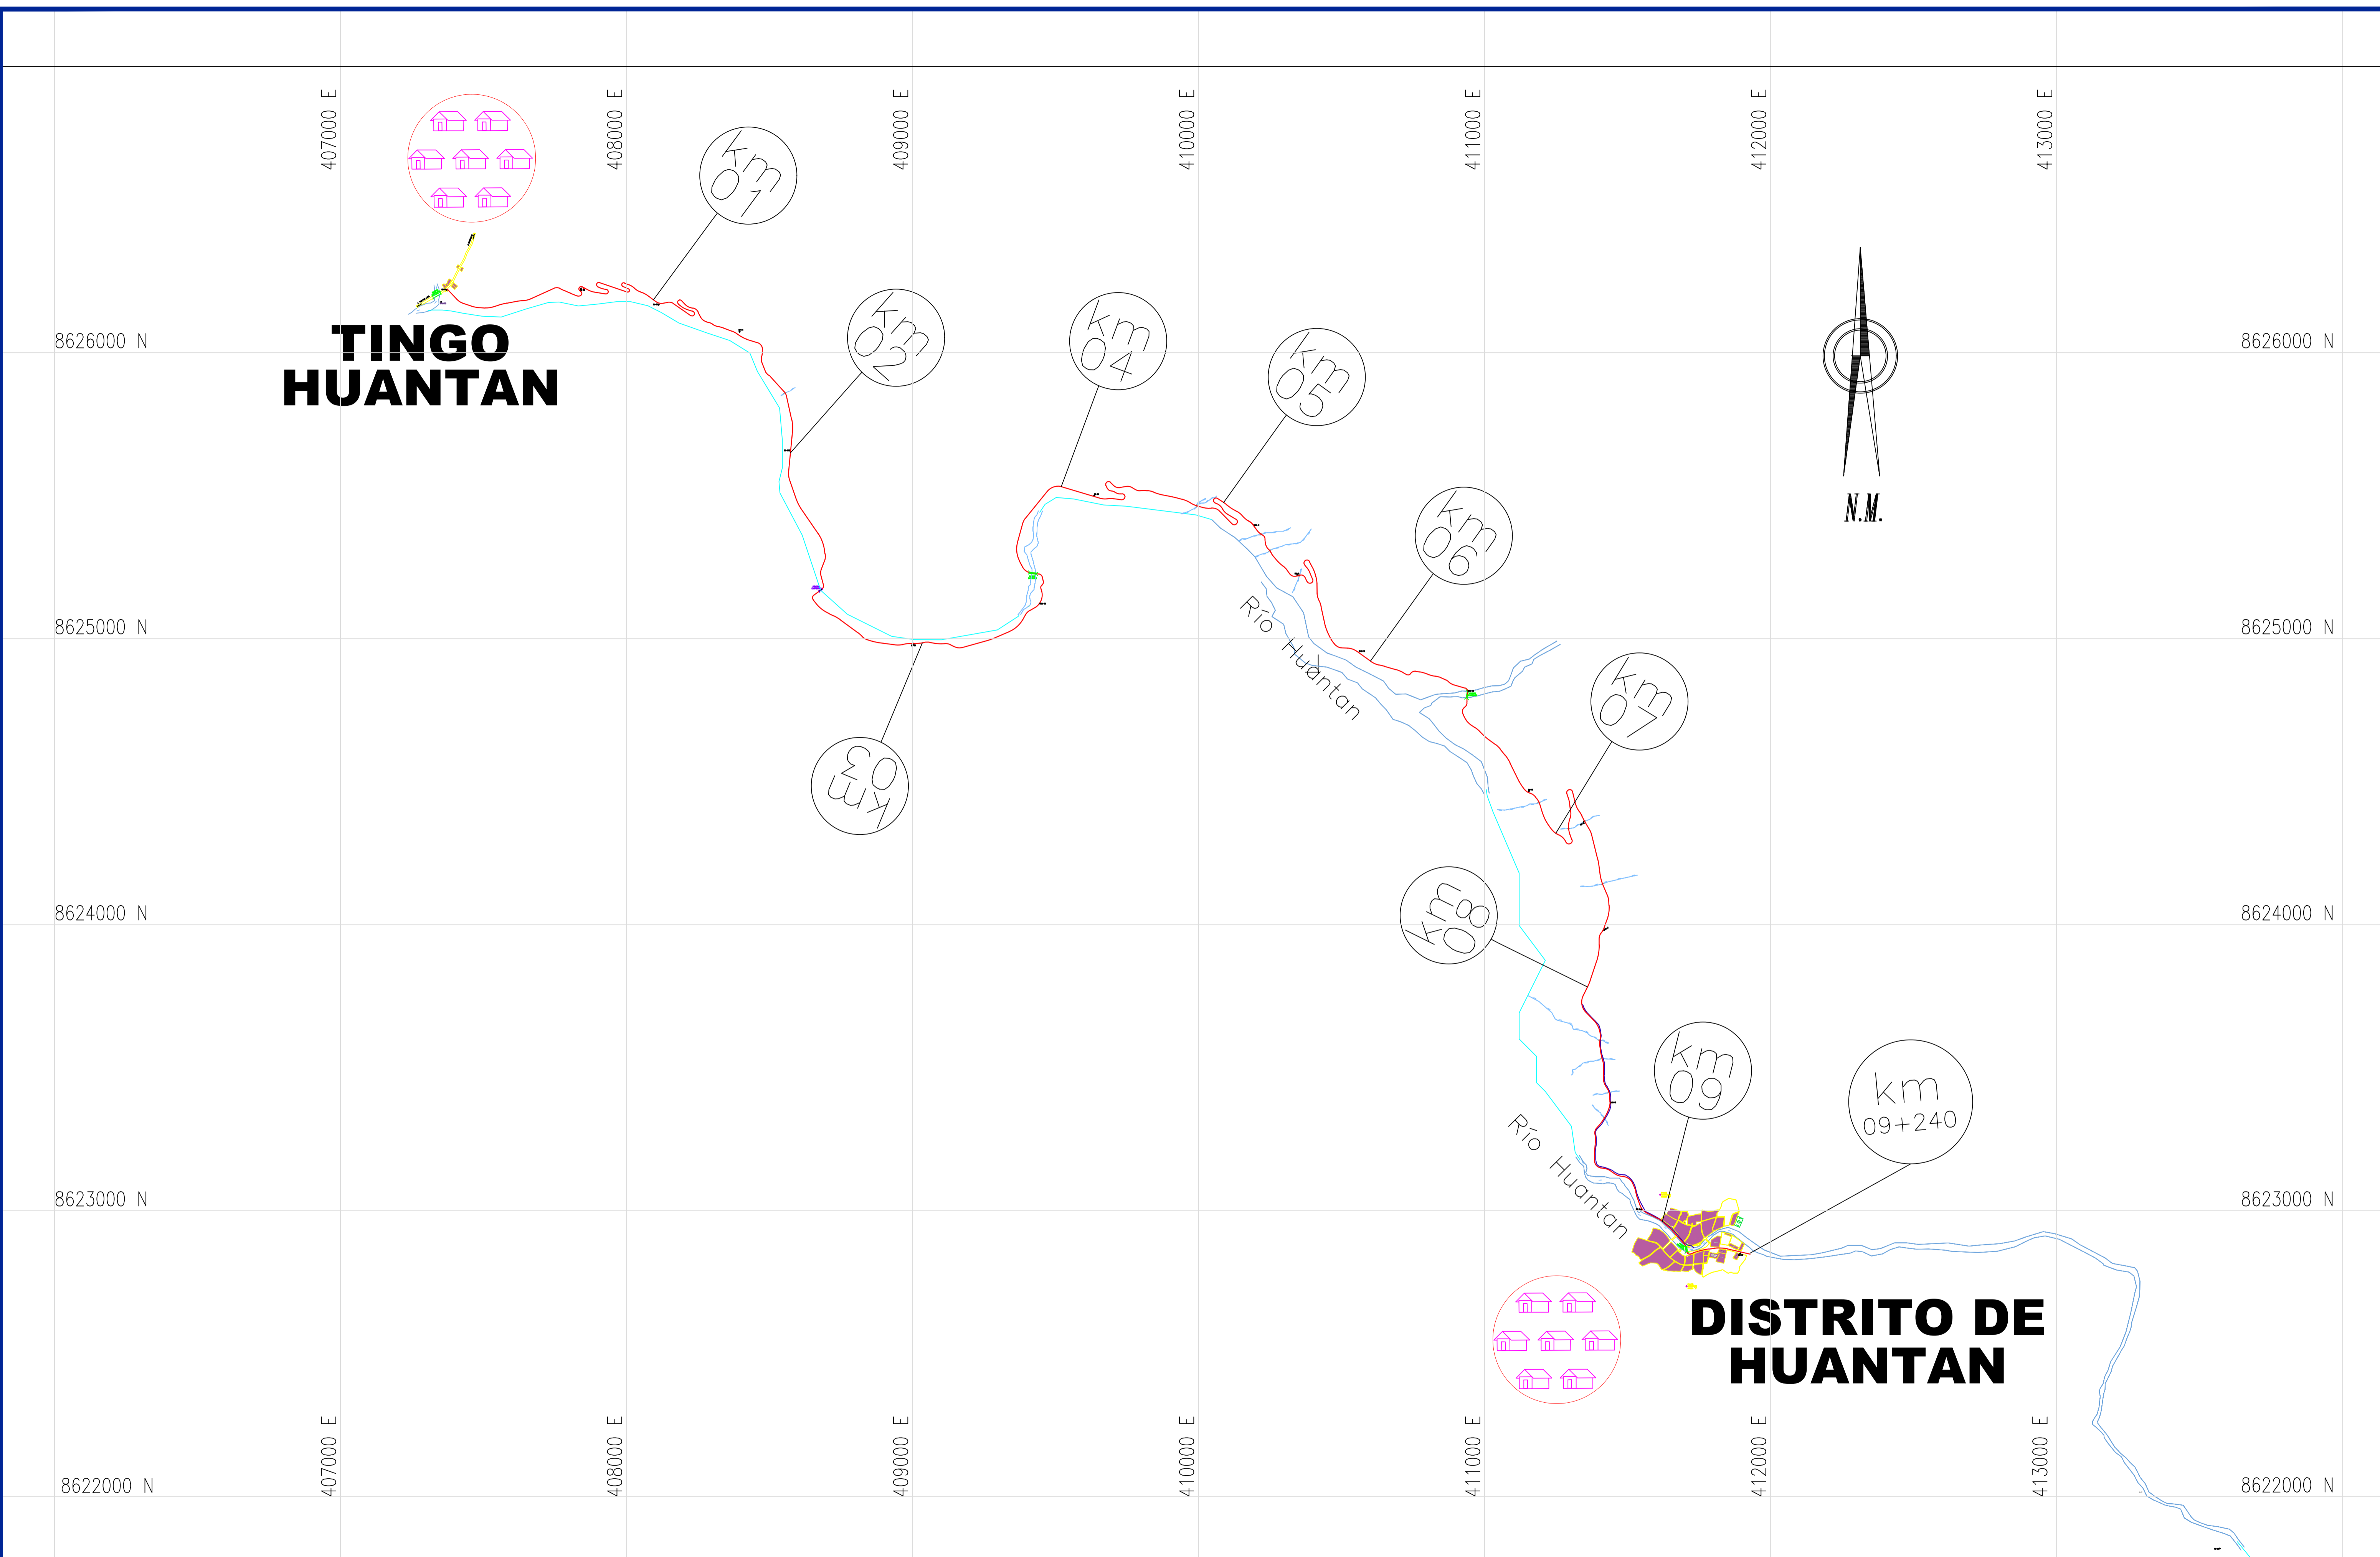 407000 E
408000 E
409000 E
410000 E
411000 E
412000 E
413000 E
km
01
km
02
km
04
km
05
TINGO
HUANTAN
8626000 N
8626000 N
N.M.
km
06
Río Huantan
8625000 N
8625000 N
km
07
km
03
km
08
8624000 N
8624000 N
km
09
km
09+240
Río Huantan
8623000 N
8623000 N
DISTRITO DE
HUANTAN
407000 E
408000 E
409000 E
410000 E
411000 E
412000 E
413000 E
8622000 N
8622000 N